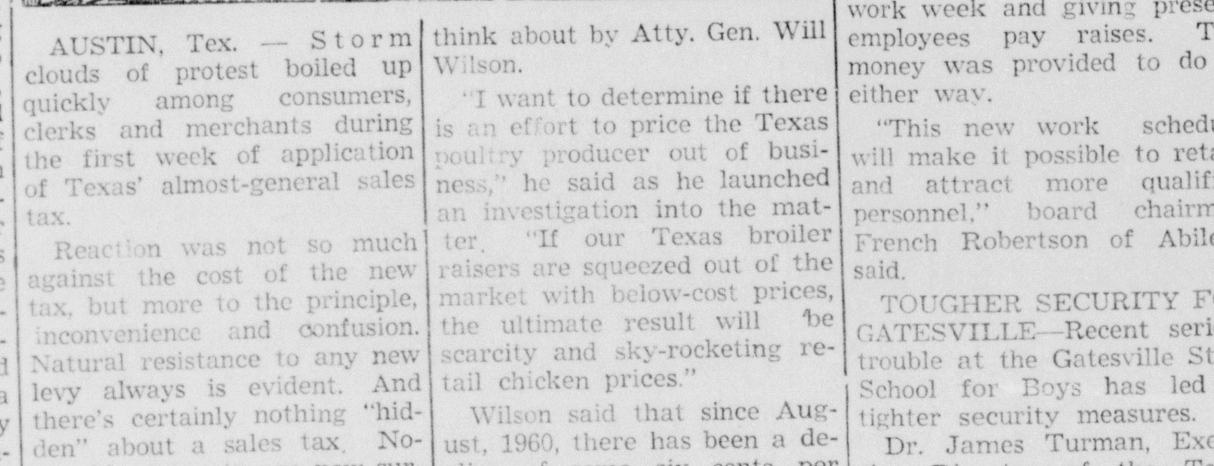 AUSTIN, Tex. — Storm
clouds of protest boiled up
quickly among consumers,
clerks and merchants during
the first week of application
of Texas' almost-general sales
tax.
Reaction was not so much
against the cost of the new
tax, but more to the principle,
inconvenience and confusion.
Natural resistance to any new
levy always is evident. And
there's certainly nothing "hid-
den" about a sales tax. No-
think about by Atty. Gen. Will
Wilson.
"I want to determine if there
is an effort to price the Texas
poultry producer out of busi-
ness," he said as he launched
an investigation into the mat-
ter. "If our Texas broiler
raisers are squeezed out of the
market with below-cost prices,
the ultimate result will be
scarcity and sky-rocketing re-
tail chicken prices."
Wilson said that since Aug-
ust, 1960, there has been a de-
work week and giving prese
employees pay raises. T
money was provided to do
either way.
"This new work schedu
will make it possible to reta
and attract more qualifi
personnel," board chairm
French Robertson of Abile
said.
TOUGHER SECURITY F
GATESVILLE—Recent seri
trouble at the Gatesville St
School for Boys has led
tighter security measures.
Dr. James Turman, Exe